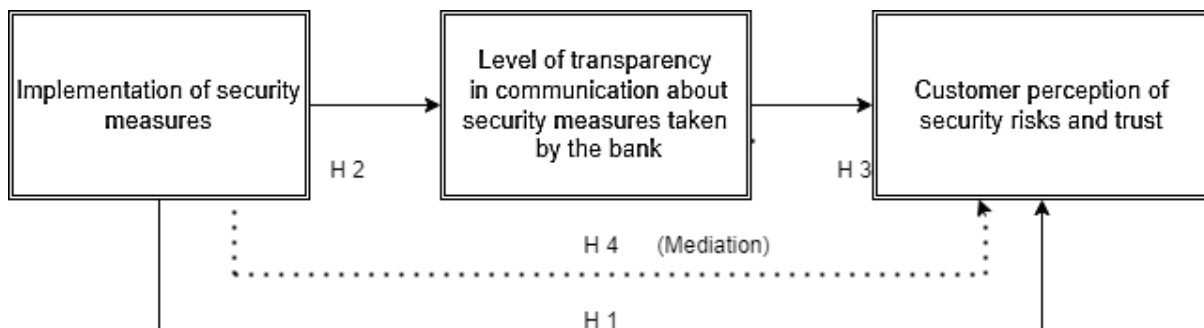 Implementation of security
measures
Level of transparency
in communication about
security measures taken
by the bank
Customer perception of
security risks and trust
H 2
H 3
H 4 (Mediation)
H 1